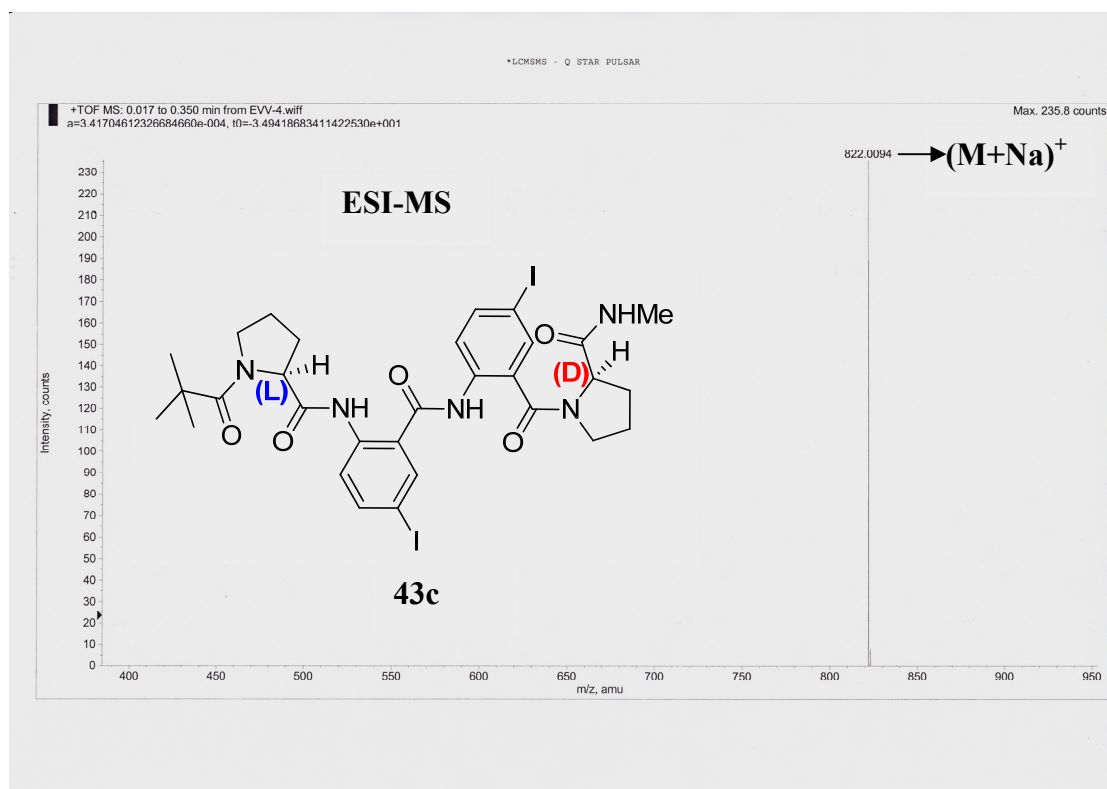 *LCMSMS - Q STAR PULSAR
+TOF MS: 0.017 to 0.350 min from EVV-4.wiff
Max. 235.8 counts
a=3.41704612326684660e-004, t0=-3.49418683411422530e+001
822.0094
(M+Na)+
ESI-MS
230
220
210
200
190
180
170
160
150
140
130
120
110
100
90
80
70
60
50
40
30
20
10
0
Intensity, counts
I
NHMe
O
H
(D)
N
H
(L)
O
NH
O
O
NH
O
N
O
I
43c
400
450
500
550
600
650
700
750
800
850
900
950
m/z, amu